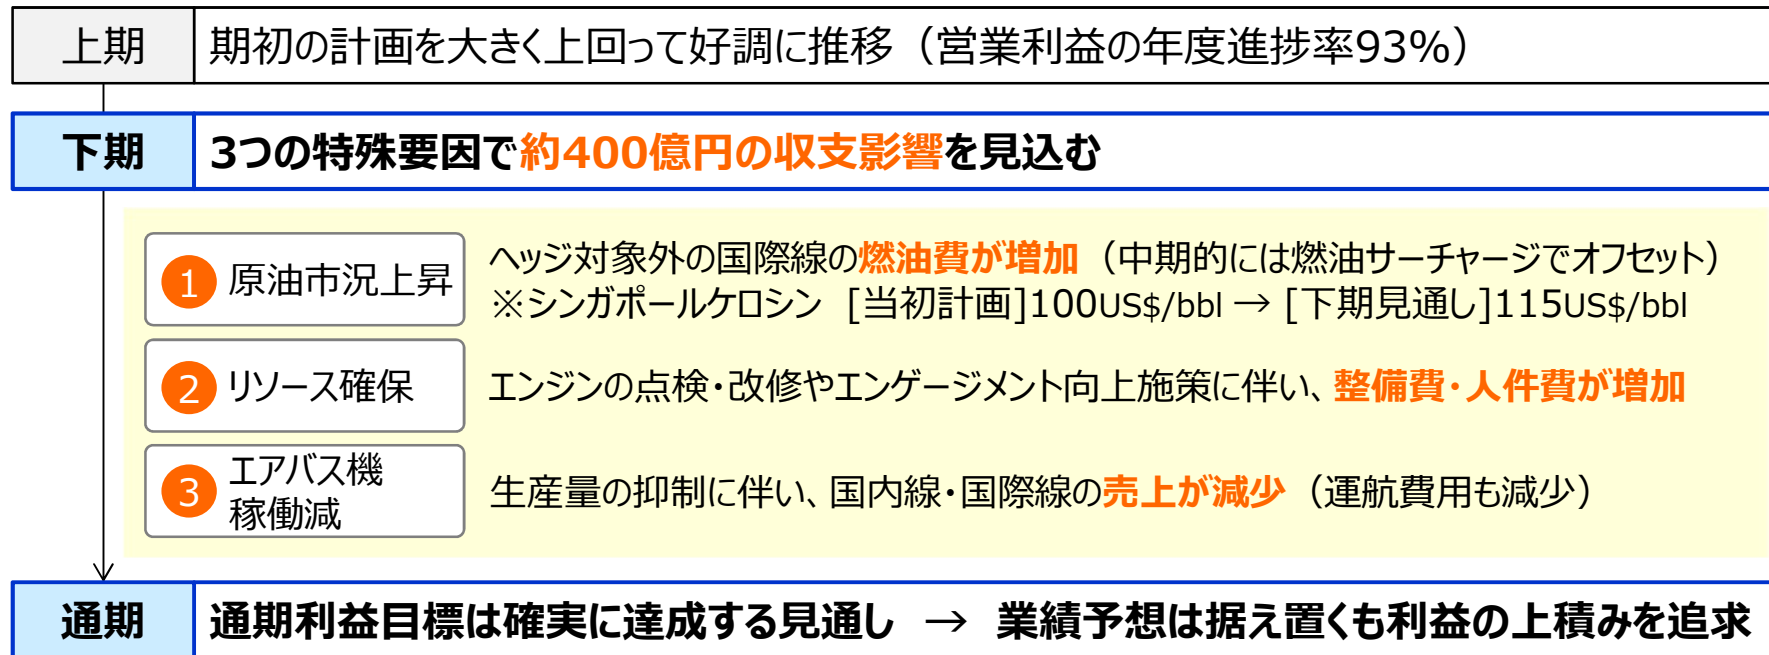 上期
期初の計画を大きく上回って好調に推移（営業利益の年度進捗率93%）
下期
3つの特殊要因で約400億円の収支影響を見込む
1 原油市況上昇
ヘッジ対象外の国際線の燃油費が増加（中期的には燃油サーチャージでオフセット）
※シンガポールケロシン [当初計画]100US$/bbl → [下期見通し]115US$/bbl
2 リソース確保
エンジンの点検・改修やエンゲージメント向上施策に伴い、整備費・人件費が増加
3 エアバス機
稼働減
生産量の抑制に伴い、国内線・国際線の売上が減少（運航費用も減少）
通期
通期利益目標は確実に達成する見通し → 業績予想は据え置くも利益の上積みを追求